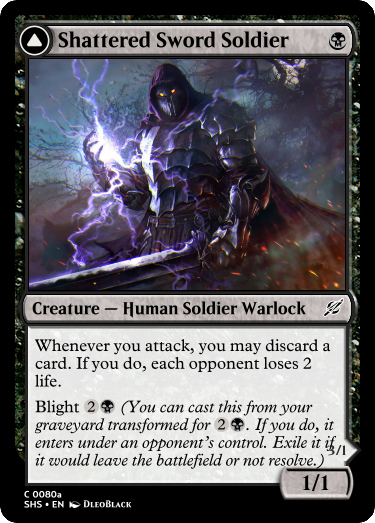 Shattered Sword Soldier
Creature — Human Soldier Warlock
Whenever you attack, you may discard a
card. If you do, each opponent loses 2
life.
Blight 2 (You can cast this from your
graveyard transformed for 2 . If you do, it
enters under an opponent's control. Exile it if
it would leave the battlefield or not resolve.)
3/1
1/1
C 0080a
SHS • EN DLEOBLACK